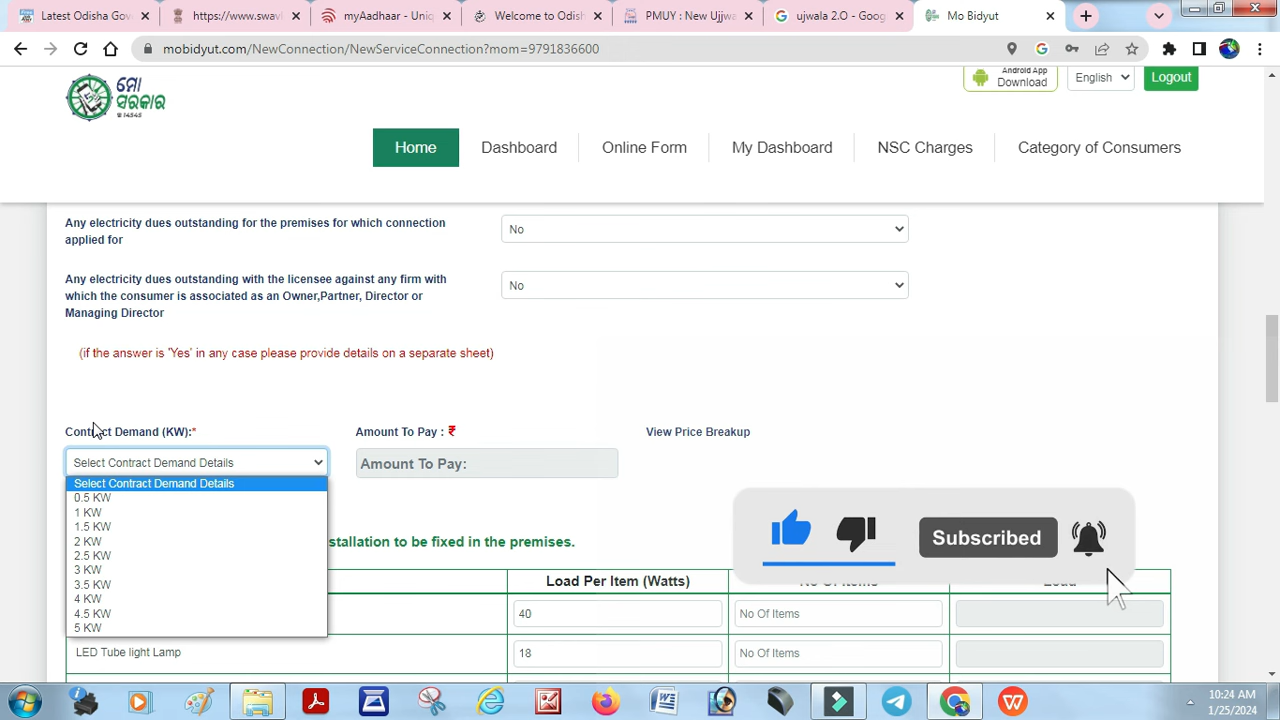 Latest Odisha Gov
https://www.swavl
myAadhaar - Uniq
PMUY : New Ujjw
ujwala 2.O - Goog
Mo Bidyut
mobidyut.com/NewConnection/NewServiceConnection?mom=9791836600
ମୋ
ସରକାର
Android App
Download
English
Logout
Home
Dashboard
Online Form
My Dashboard
NSC Charges
Category of Consumers
Any electricity dues outstanding for the premises for which connection
applied for
No
Any electricity dues outstanding with the licensee against any firm with
which the consumer is associated as an Owner,Partner, Director or
Managing Director
No
(if the answer is 'Yes' in any case please provide details on a separate sheet)
Contract Demand (KW):*
Amount To Pay : ₹
View Price Breakup
Select Contract Demand Details
Amount To Pay:
Select Contract Demand Details
0.5 KW
1 KW
1.5 KW
2 KW
2.5 KW
3 KW
3.5 KW
4 KW
4.5 KW
5 KW
stallation to be fixed in the premises.
Subscribed
Load Per Item (Watts)
40
No Of Items
LED Tube light Lamp
18
No Of Items
10:24 AM
1/25/2024